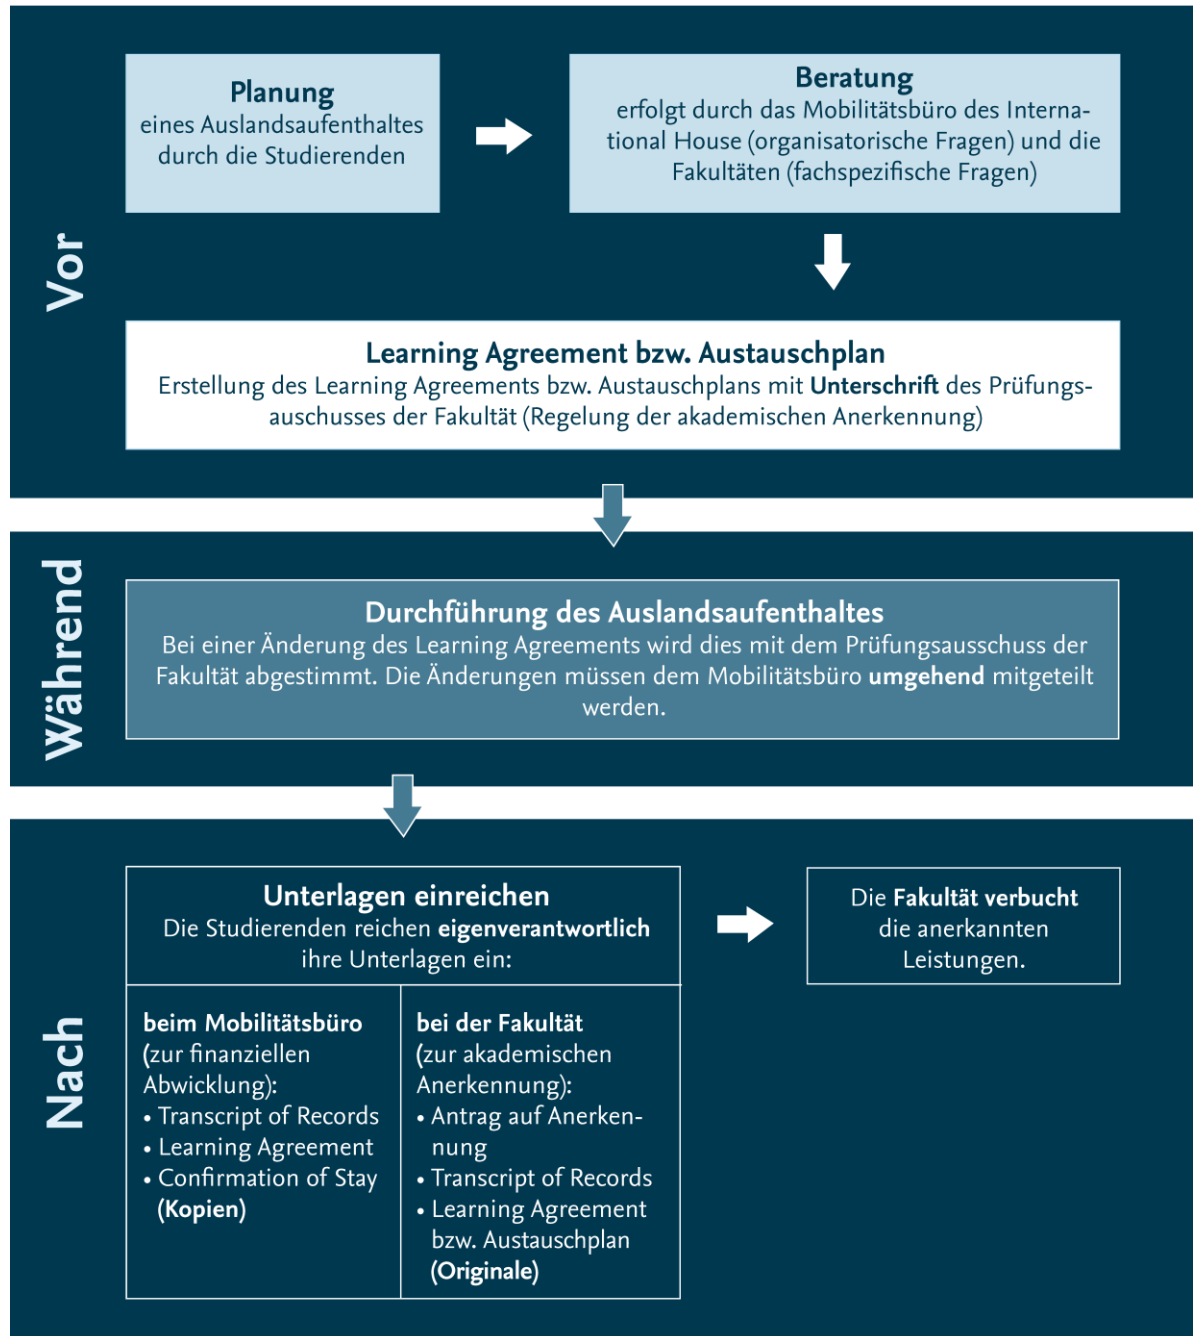 Vor
Planung
eines Auslandsaufenthaltes
durch die Studierenden
Beratung
erfolgt durch das Mobilitätsbüro des Interna-
tional House (organisatorische Fragen) und die
Fakultäten (fachspezifische Fragen)
Learning Agreement bzw. Austauschplan
Erstellung des Learning Agreements bzw. Austauschplans mit Unterschrift des Prüfungs-
auschusses der Fakultät (Regelung der akademischen Anerkennung)
Während
Durchführung des Auslandsaufenthaltes
Bei einer Änderung des Learning Agreements wird dies mit dem Prüfungsausschuss der
Fakultät abgestimmt. Die Änderungen müssen dem Mobilitätsbüro umgehend mitgeteilt
werden.
Nach
Unterlagen einreichen
Die Studierenden reichen eigenverantwortlich
ihre Unterlagen ein:
beim Mobilitätsbüro
(zur finanziellen
Abwicklung):
• Transcript of Records
• Learning Agreement
• Confirmation of Stay
(Kopien)
bei der Fakultät
(zur akademischen
Anerkennung):
• Antrag auf Anerken-
nung
• Transcript of Records
• Learning Agreement
bzw. Austauschplan
(Originale)
Die Fakultät verbucht
die anerkannten
Leistungen.